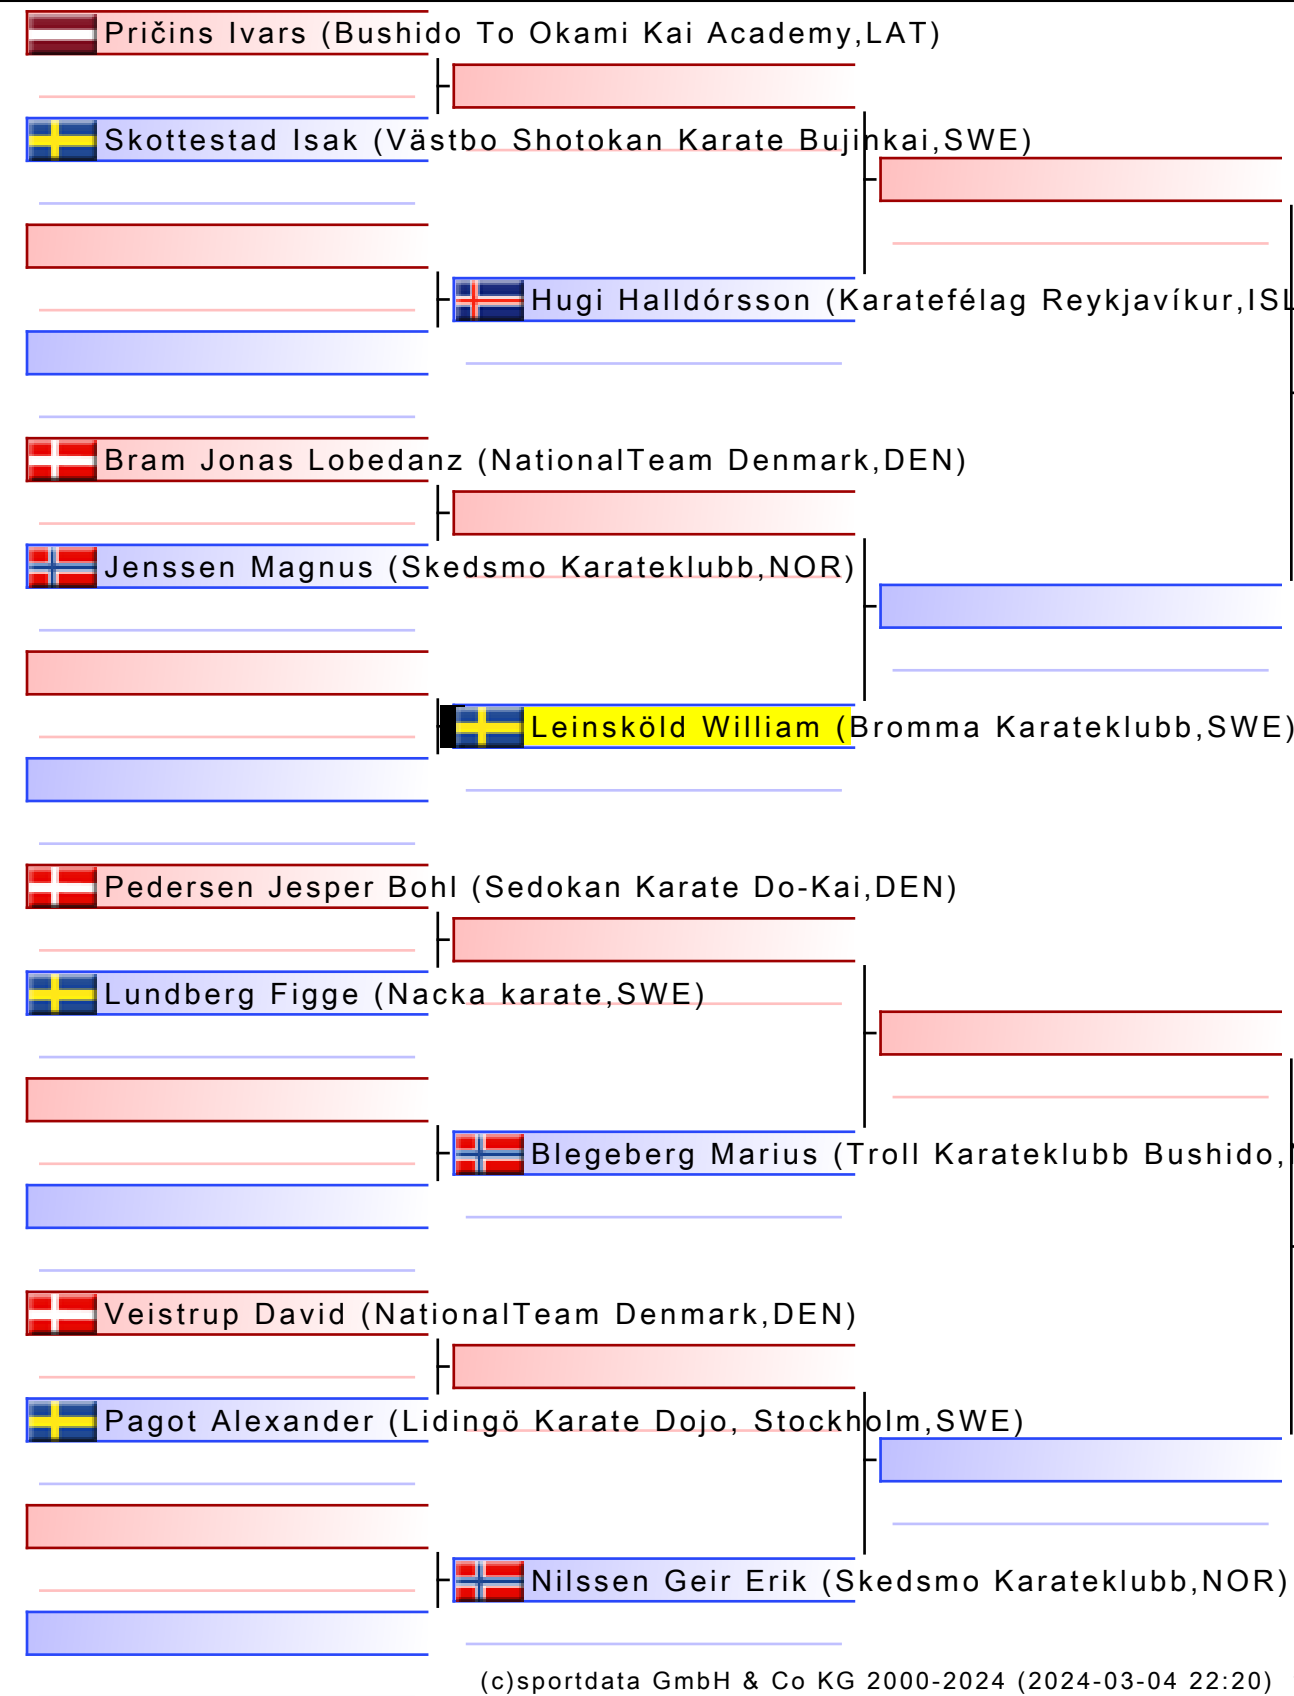 Pričins Ivars (Bushido To Okami Kai Academy,LAT)
Skottestad Isak (Västbo Shotokan Karate Bujinkai,SWE)
Hugi Halldórsson (Karatefélag Reykjavíkur,ISL
Bram Jonas Lobedanz (NationalTeam Denmark,DEN)
Jenssen Magnus (Skedsmo Karateklubb,NOR)
Leinsköld William (Bromma Karateklubb,SWE)
Pedersen Jesper Bohl (Sedokan Karate Do-Kai,DEN)
Lundberg Figge (Nacka karate,SWE)
Blegeberg Marius (Troll Karateklubb Bushido,
Veistrup David (NationalTeam Denmark,DEN)
Pagot Alexander (Lidingö Karate Dojo, Stockholm,SWE)
Nilssen Geir Erik (Skedsmo Karateklubb,NOR)
(c)sportdata GmbH & Co KG 2000-2024 (2024-03-04 22:20)